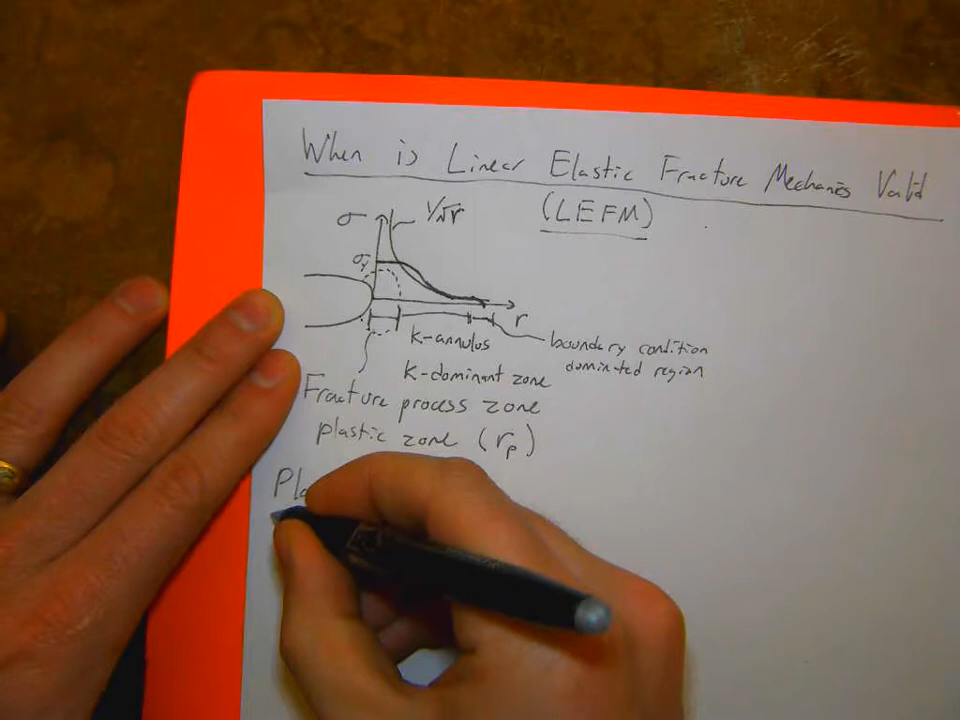 When is Linear Elastic Fracture Mechanics Valid
(LEFM)
σ 1/√r
σy
r
K-annulus
boundary condition
dominated region
K-dominant zone
Fracture process zone
plastic zone (rp)
Pla